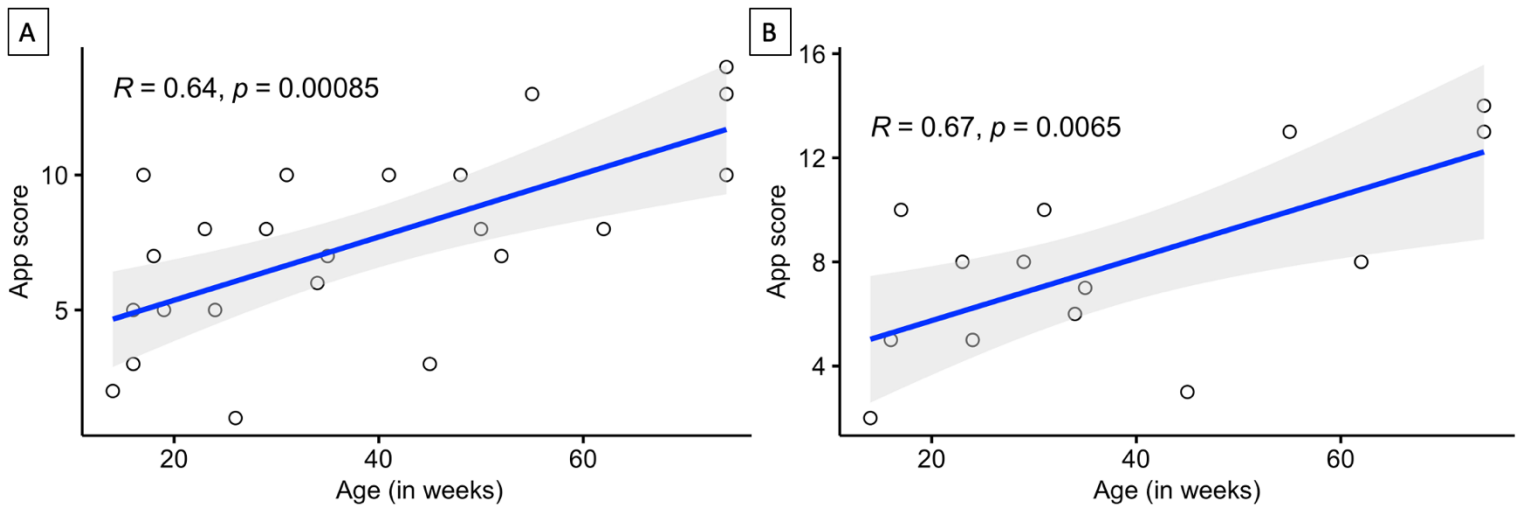 A
R = 0.64, p = 0.00085
10
5
App score
20 40 60
Age (in weeks)
B
16
R = 0.67, p = 0.0065
12
8
4
App score
20 40 60
Age (in weeks)